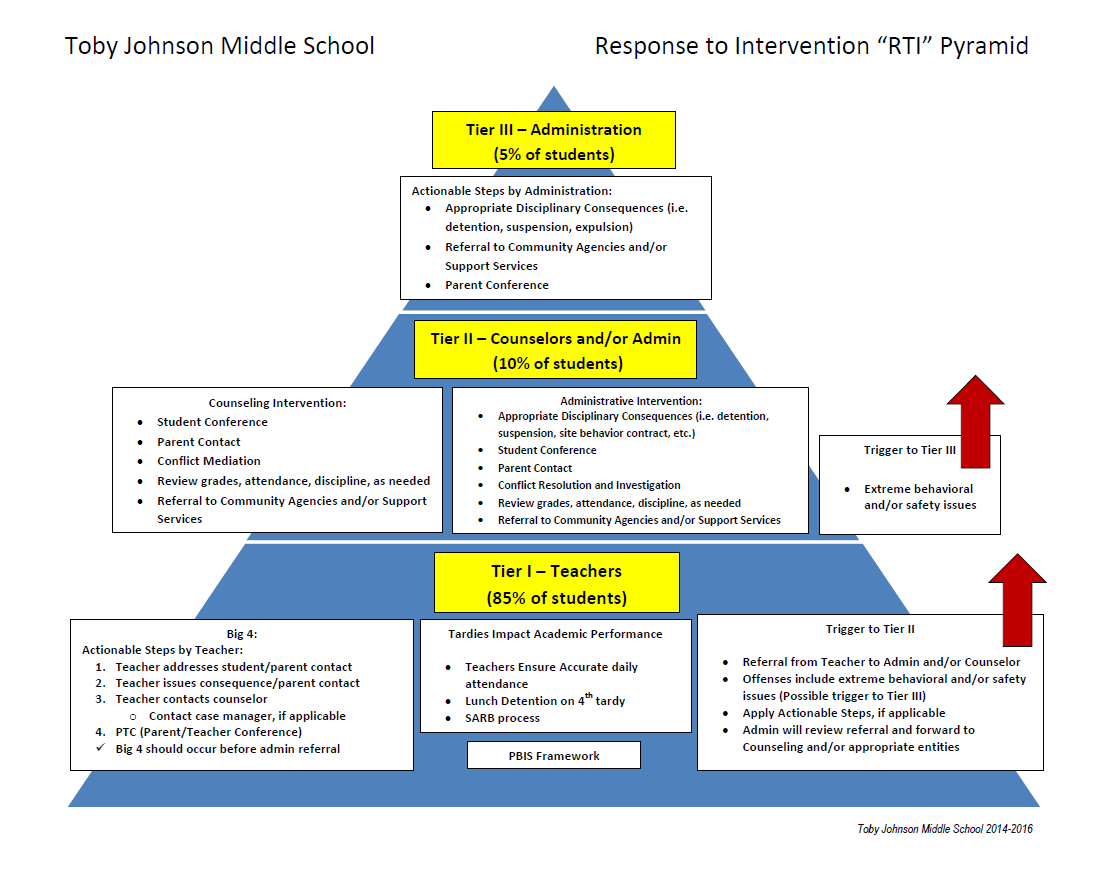 Toby Johnson Middle School
Response to Intervention “RTI” Pyramid
Tier III – Administration
(5% of students)
Actionable Steps by Administration:
• Appropriate Disciplinary Consequences (i.e.
detention, suspension, expulsion)
• Referral to Community Agencies and/or
Support Services
• Parent Conference
Tier II – Counselors and/or Admin
(10% of students)
Counseling Intervention:
• Student Conference
• Parent Contact
• Conflict Mediation
• Review grades, attendance, discipline, as needed
• Referral to Community Agencies and/or Support
Services
Administrative Intervention:
• Appropriate Disciplinary Consequences (i.e. detention,
suspension, site behavior contract, etc.)
• Student Conference
• Parent Contact
• Conflict Resolution and Investigation
• Review grades, attendance, discipline, as needed
• Referral to Community Agencies and/or Support Services
Trigger to Tier III
• Extreme behavioral
and/or safety issues
Tier I – Teachers
(85% of students)
Big 4:
Actionable Steps by Teacher:
1. Teacher addresses student/parent contact
2. Teacher issues consequence/parent contact
3. Teacher contacts counselor
o Contact case manager, if applicable
4. PTC (Parent/Teacher Conference)
✓ Big 4 should occur before admin referral
Tardies Impact Academic Performance
• Teachers Ensure Accurate daily
attendance
• Lunch Detention on 4th tardy
• SARB process
PBIS Framework
Trigger to Tier II
• Referral from Teacher to Admin and/or Counselor
• Offenses include extreme behavioral and/or safety
issues (Possible trigger to Tier III)
• Apply Actionable Steps, if applicable
• Admin will review referral and forward to
Counseling and/or appropriate entities
Toby Johnson Middle School 2014-2016